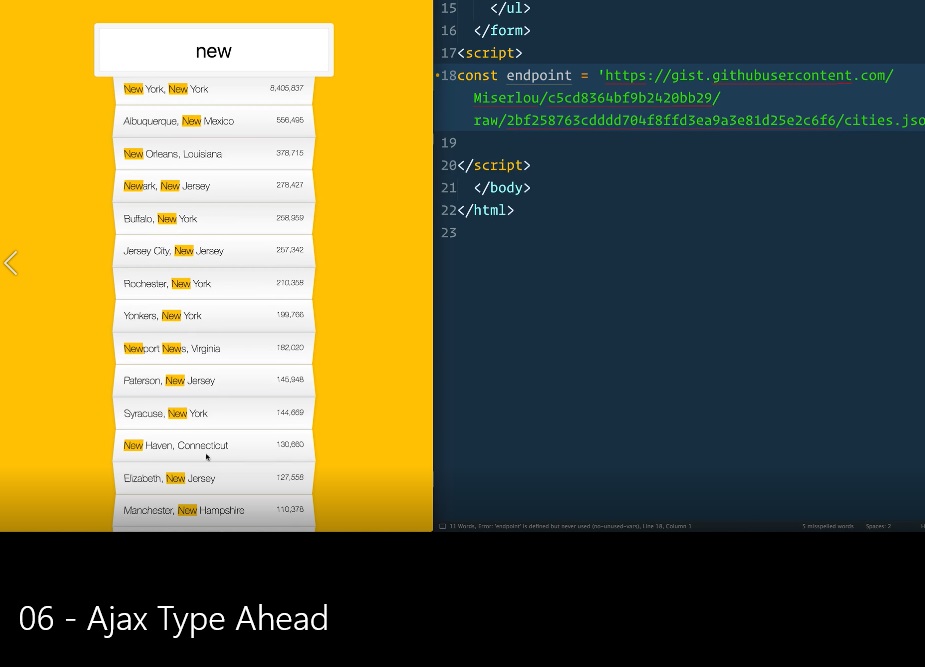 new
New York, New York 8,405,837
Albuquerque, New Mexico 556,495
New Orleans, Louisiana 378,715
Newark, New Jersey 278,427
Buffalo, New York 258,959
Jersey City, New Jersey 257,342
Rochester, New York 210,358
Yonkers, New York 199,766
Newport News, Virginia 182,020
Paterson, New Jersey 145,948
Syracuse, New York 144,669
New Haven, Connecticut 130,660
Elizabeth, New Jersey 127,558
Manchester, New Hampshire 110,378
15 </ul>
16 </form>
17 <script>
18 const endpoint = 'https://gist.githubusercontent.com/
Miserlou/c5cd8364bf9b2420bb29/
raw/2bf258763cdddd704f8ffd3ea9a3e81d25e2c6f6/cities.jso
19
20 </script>
21 </body>
22 </html>
23
11 Words, Error: 'endpoint' is defined but never used (no-unused-vars), Line 18, Column 1 5 misspelled words Spaces: 2
06 - Ajax Type Ahead